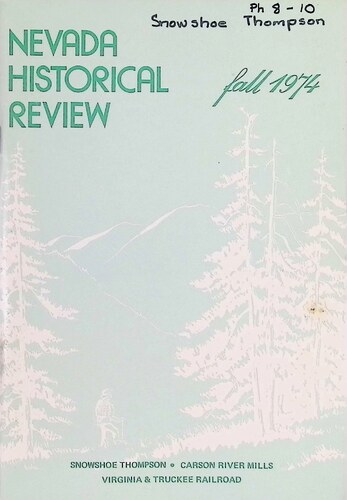 Ph 8-10
Snowshoe Thompson
NEVADA
HISTORICAL
REVIEW
fall 1974
SNOWSHOE THOMPSON • CARSON RIVER MILLS
VIRGINIA & TRUCKEE RAILROAD